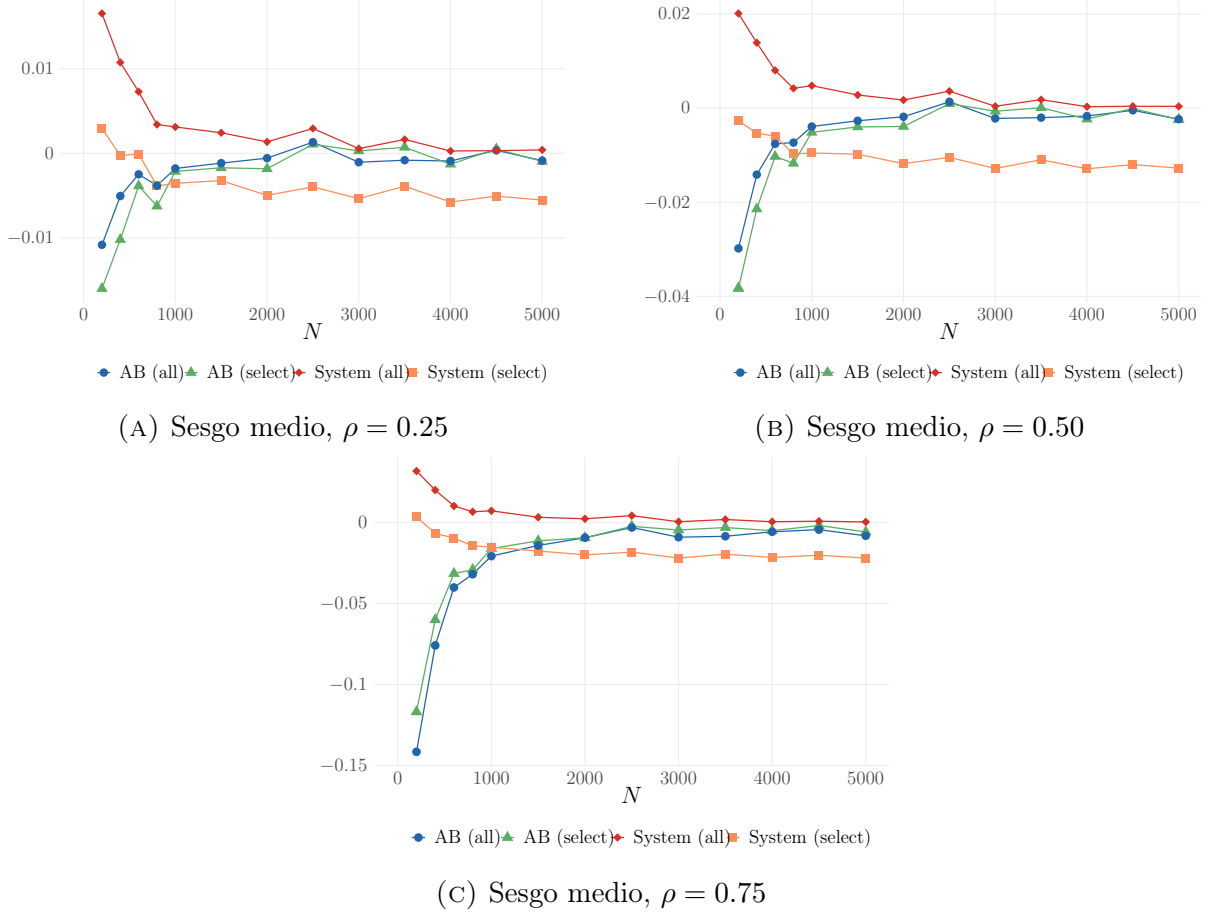 0.01
0
−0.01
0 1000 2000 3000 4000 5000
N
AB (all) AB (select) System (all) System (select)
(A) Sesgo medio, ρ = 0.25
0.02
0
−0.02
−0.04
0 1000 2000 3000 4000 5000
N
AB (all) AB (select) System (all) System (select)
(B) Sesgo medio, ρ = 0.50
0
−0.05
−0.1
−0.15
0 1000 2000 3000 4000 5000
N
AB (all) AB (select) System (all) System (select)
(C) Sesgo medio, ρ = 0.75